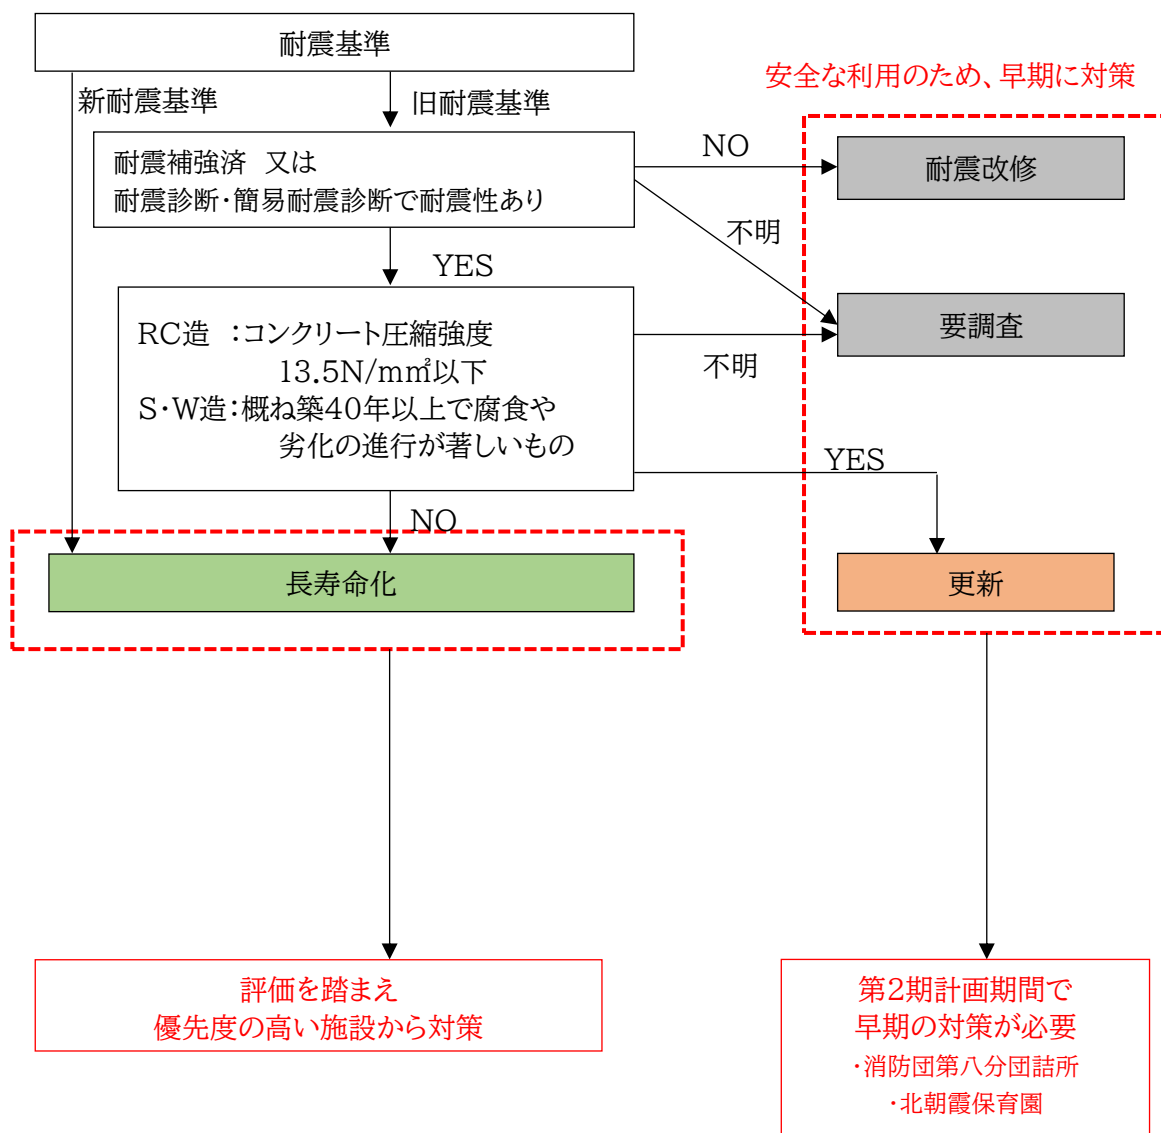 耐震基準
安全な利用のため、早期に対策
新耐震基準
旧耐震基準
耐震補強済 又は
耐震診断・簡易耐震診断で耐震性あり
NO
耐震改修
不明
YES
RC造 :コンクリート圧縮強度
13.5N/m㎡以下
S・W造:概ね築40年以上で腐食や
劣化の進行が著しいもの
不明
要調査
YES
NO
長寿命化
更新
評価を踏まえ
優先度の高い施設から対策
第2期計画期間で
早期の対策が必要
・消防団第八分団詰所
・北朝霞保育園